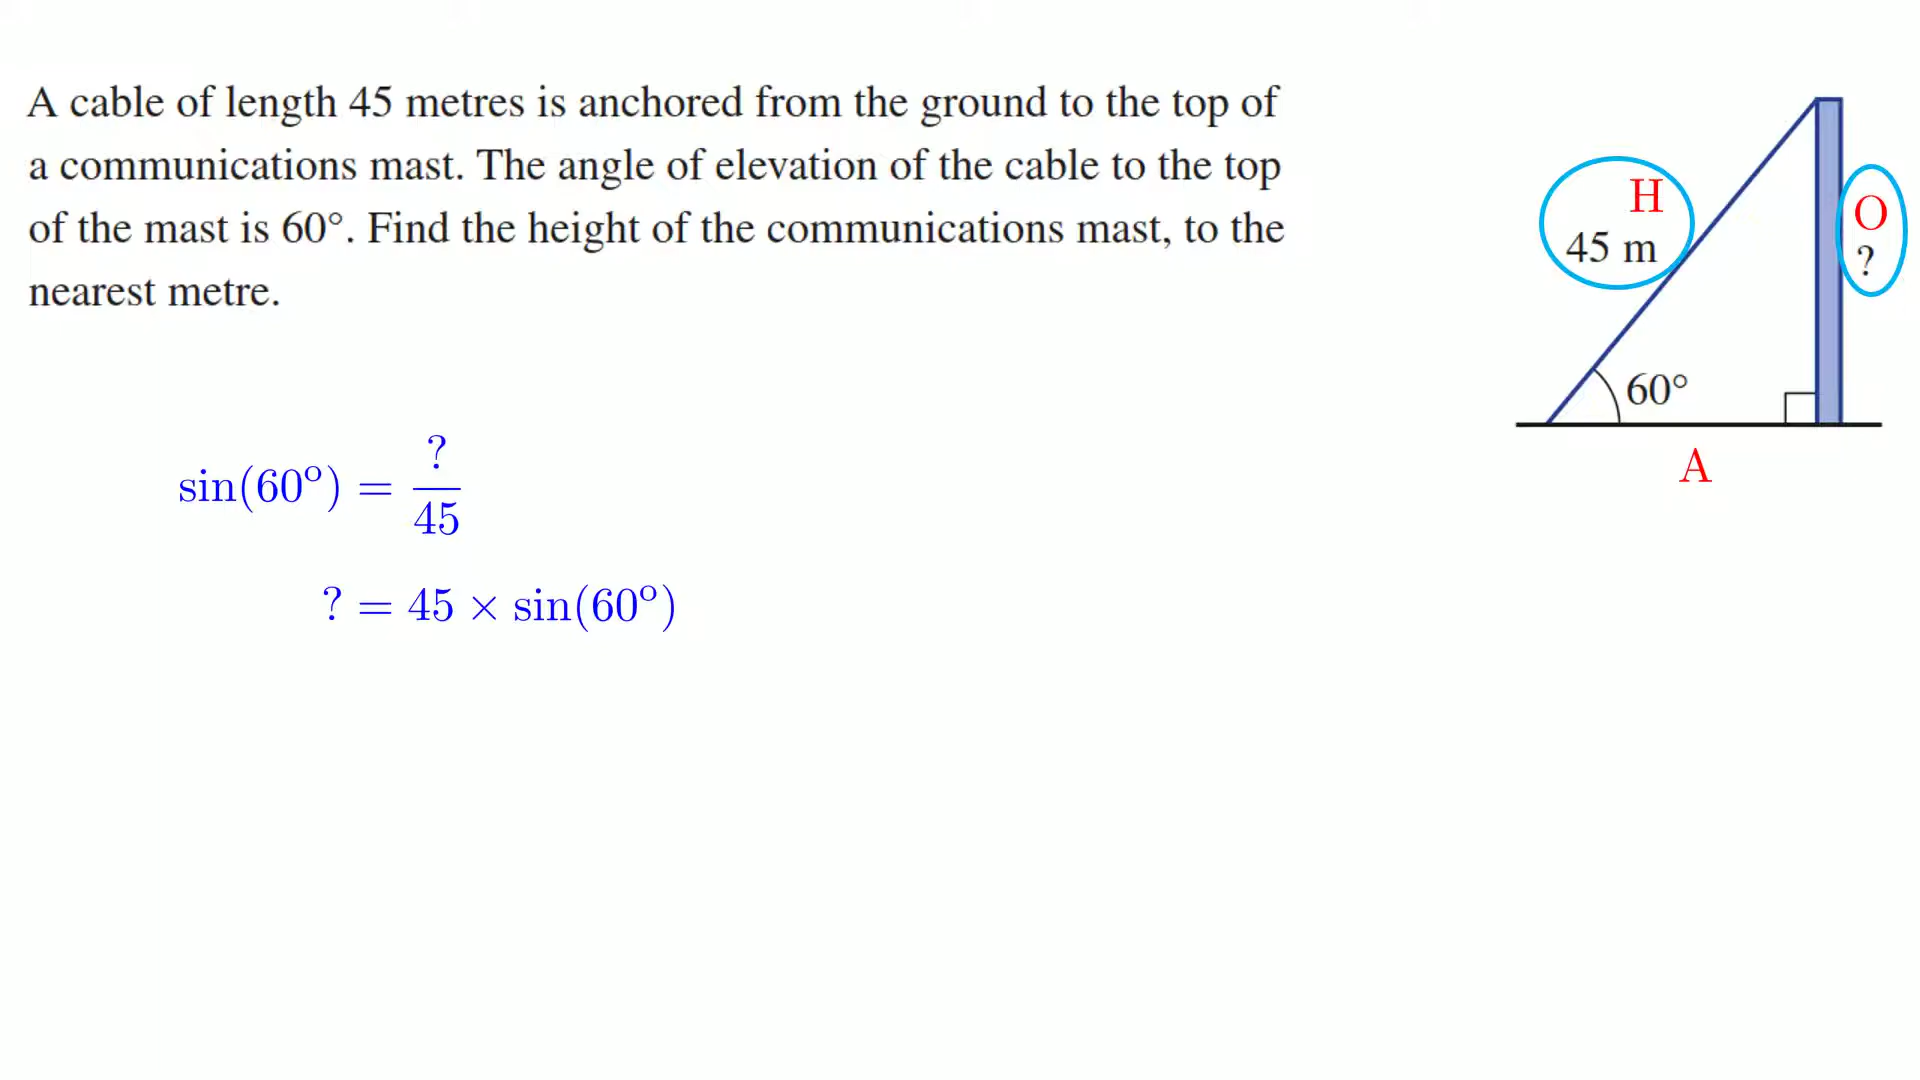 A cable of length 45 metres is anchored from the ground to the top of
a communications mast. The angle of elevation of the cable to the top
of the mast is 60°. Find the height of the communications mast, to the
nearest metre.
H
45 m
O
?
60°
A
sin(60°) = ?/45
? = 45 × sin(60°)